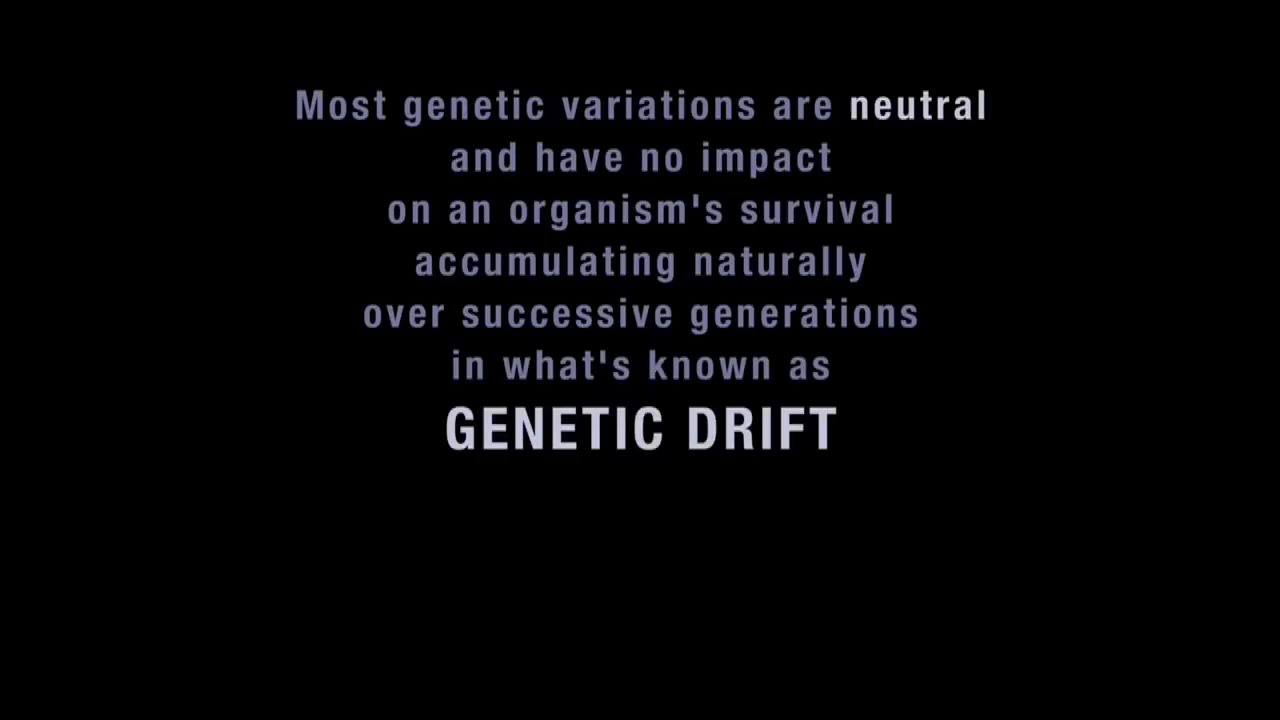 Most genetic variations are neutral
and have no impact
on an organism's survival
accumulating naturally
over successive generations
in what's known as
GENETIC DRIFT